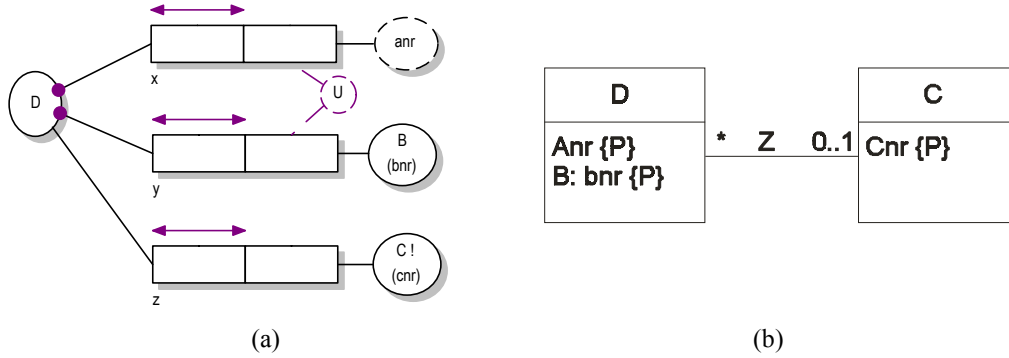 anr
x
U
D
B
(bnr)
y
C !
(cnr)
z
(a)
D
C
Anr {P}
B: bnr {P}
* Z 0..1
Cnr {P}
(b)